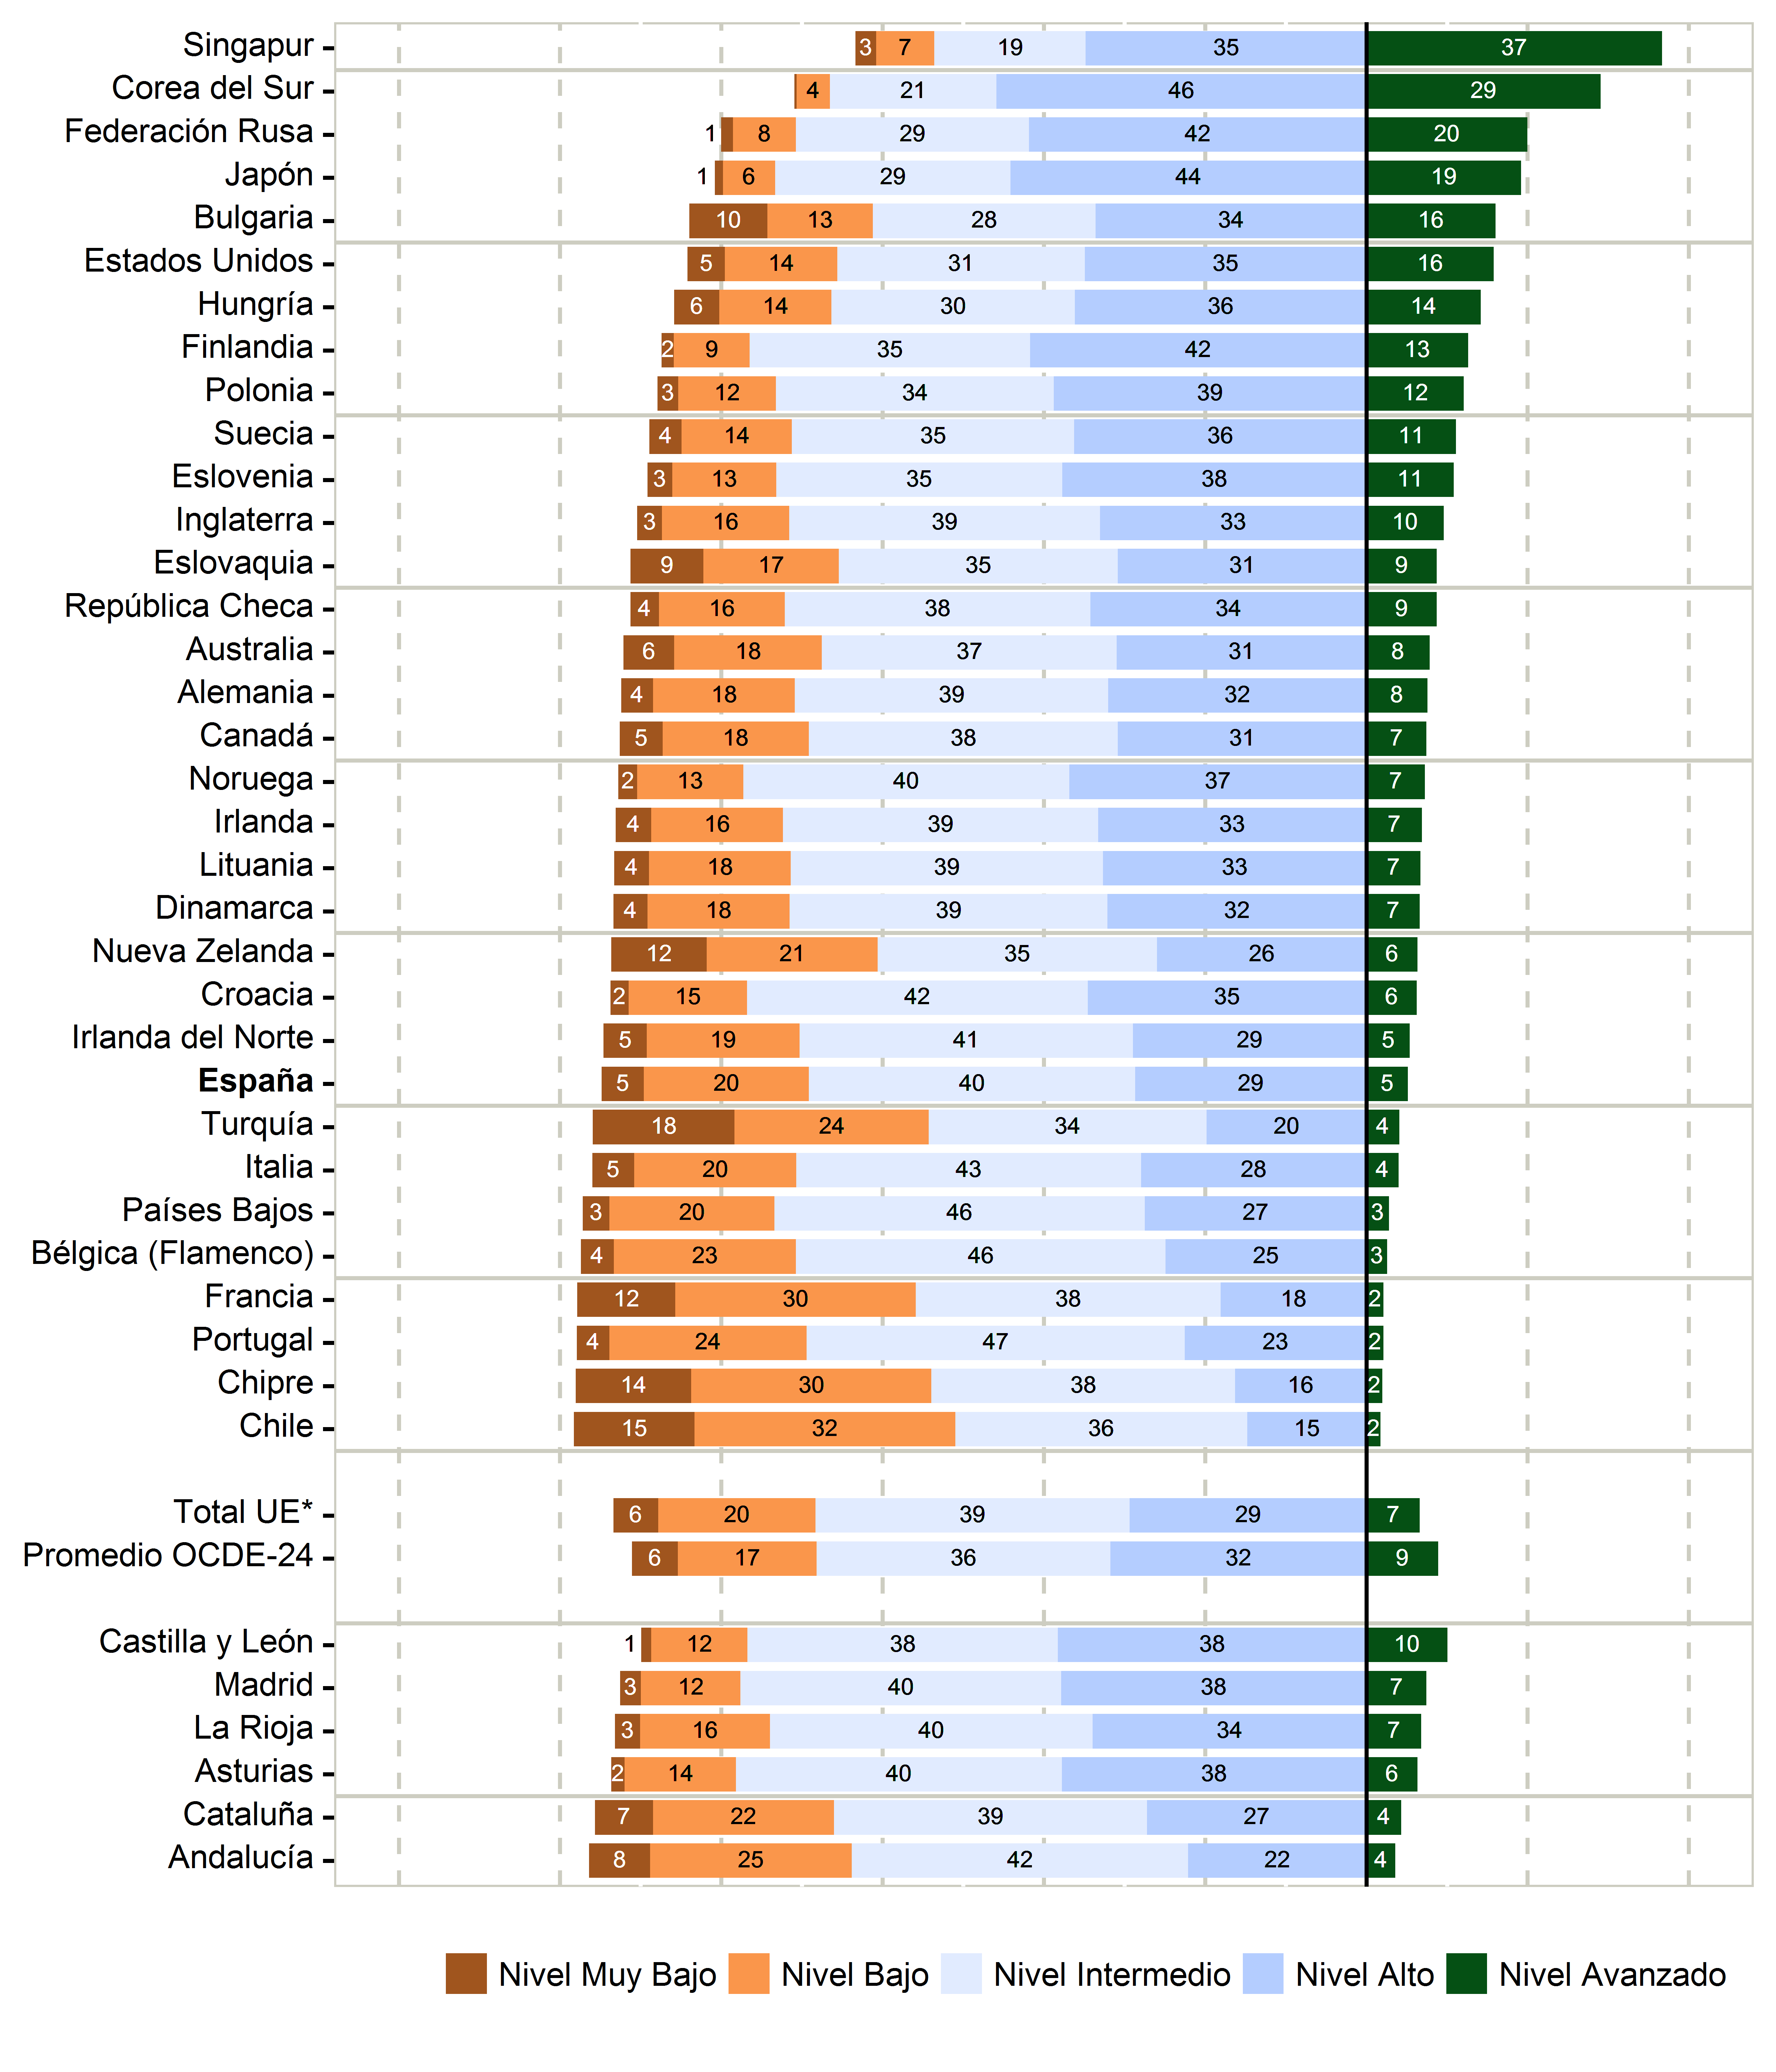 Singapur 3 7 19 35 37
Corea del Sur 4 21 46 29
Federación Rusa 1 8 29 42 20
Japón 1 6 29 44 19
Bulgaria 10 13 28 34 16
Estados Unidos 5 14 31 35 16
Hungría 6 14 30 36 14
Finlandia 2 9 35 42 13
Polonia 3 12 34 39 12
Suecia 4 14 35 36 11
Eslovenia 3 13 35 38 11
Inglaterra 3 16 39 33 10
Eslovaquia 9 17 35 31 9
República Checa 4 16 38 34 9
Australia 6 18 37 31 8
Alemania 4 18 39 32 8
Canadá 5 18 38 31 7
Noruega 2 13 40 37 7
Irlanda 4 16 39 33 7
Lituania 4 18 39 33 7
Dinamarca 4 18 39 32 7
Nueva Zelanda 12 21 35 26 6
Croacia 2 15 42 35 6
Irlanda del Norte 5 19 41 29 5
España 5 20 40 29 5
Turquía 18 24 34 20 4
Italia 5 20 43 28 4
Países Bajos 3 20 46 27 3
Bélgica (Flamenco) 4 23 46 25 3
Francia 12 30 38 18 2
Portugal 4 24 47 23 2
Chipre 14 30 38 16 2
Chile 15 32 36 15 2
Total UE* 6 20 39 29 7
Promedio OCDE-24 6 17 36 32 9
Castilla y León 1 12 38 38 10
Madrid 3 12 40 38 7
La Rioja 3 16 40 34 7
Asturias 2 14 40 38 6
Cataluña 7 22 39 27 4
Andalucía 8 25 42 22 4
Nivel Muy Bajo Nivel Bajo Nivel Intermedio Nivel Alto Nivel Avanzado